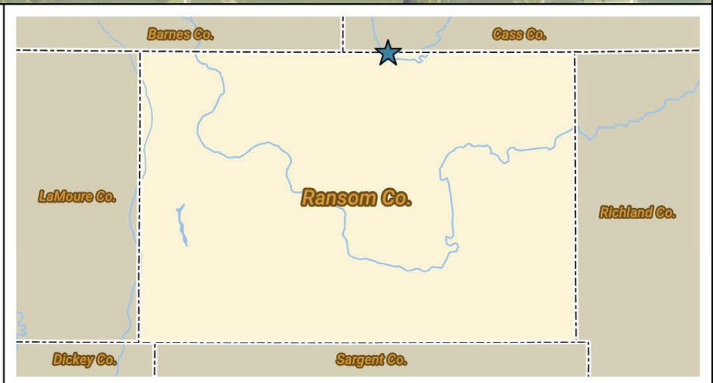 Barnes Co.
Cass Co.
LaMoure Co.
Ransom Co.
Richland Co.
Dickey Co.
Sargent Co.